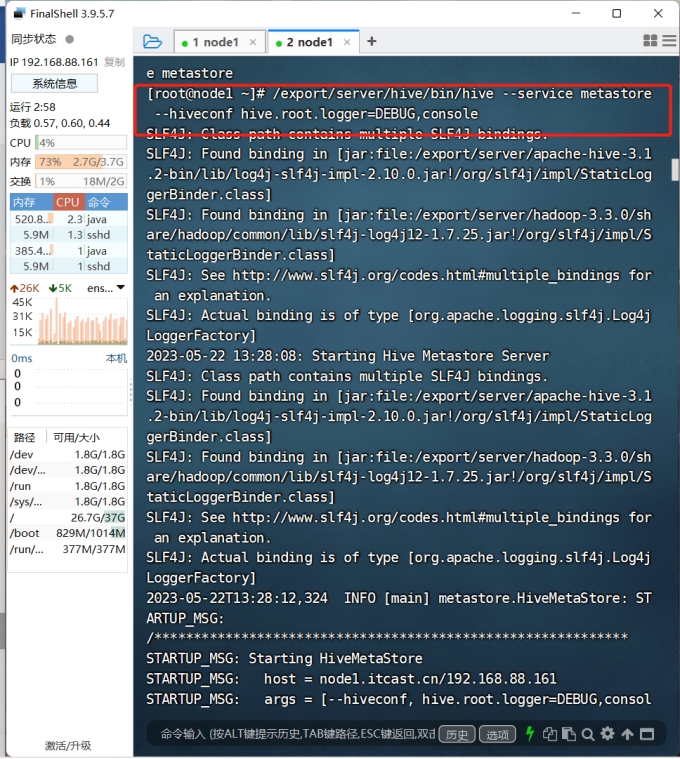 FinalShell 3.9.5.7
同步状态
IP 192.168.88.161 复制
系统信息
运行 2:58
负载 0.57, 0.60, 0.44
CPU 4%
内存 73% 2.7G/3.7G
交换 1% 18M/2G
内存 CPU 命令
520.8... 2.3 java
5.9M 1.3 sshd
385.4... 1 java
5.9M 1 sshd
26K 5K ens...
45K
31K
15K
0ms 本机
0
0
0
路径 可用/大小
/dev 1.8G/1.8G
/dev/... 1.8G/1.8G
/run 1.8G/1.8G
/sys/... 1.8G/1.8G
/ 26.7G/37G
/boot 829M/1014M
/run/... 377M/377M
激活/升级
1 node1
2 node1
e metastore
[root@node1 ~]# /export/server/hive/bin/hive --service metastore
--hiveconf hive.root.logger=DEBUG,console
SLF4J: Class path contains multiple SLF4J bindings.
SLF4J: Found binding in [jar:file:/export/server/apache-hive-3.1
.2-bin/lib/log4j-slf4j-impl-2.10.0.jar!/org/slf4j/impl/StaticLog
gerBinder.class]
SLF4J: Found binding in [jar:file:/export/server/hadoop-3.3.0/sh
are/hadoop/common/lib/slf4j-log4j12-1.7.25.jar!/org/slf4j/impl/S
taticLoggerBinder.class]
SLF4J: See http://www.slf4j.org/codes.html#multiple_bindings for
an explanation.
SLF4J: Actual binding is of type [org.apache.logging.slf4j.Log4j
LoggerFactory]
2023-05-22 13:28:08: Starting Hive Metastore Server
SLF4J: Class path contains multiple SLF4J bindings.
SLF4J: Found binding in [jar:file:/export/server/apache-hive-3.1
.2-bin/lib/log4j-slf4j-impl-2.10.0.jar!/org/slf4j/impl/StaticLog
gerBinder.class]
SLF4J: Found binding in [jar:file:/export/server/hadoop-3.3.0/sh
are/hadoop/common/lib/slf4j-log4j12-1.7.25.jar!/org/slf4j/impl/S
taticLoggerBinder.class]
SLF4J: See http://www.slf4j.org/codes.html#multiple_bindings for
an explanation.
SLF4J: Actual binding is of type [org.apache.logging.slf4j.Log4j
LoggerFactory]
2023-05-22T13:28:12,324 INFO [main] metastore.HiveMetaStore: ST
ARTUP_MSG:
/************************************************************
STARTUP_MSG: Starting HiveMetaStore
STARTUP_MSG: host = node1.itcast.cn/192.168.88.161
STARTUP_MSG: args = [--hiveconf, hive.root.logger=DEBUG,consol
命令输入 (按ALT键提示历史,TAB键路径,ESC键返回,双击 历史 选项